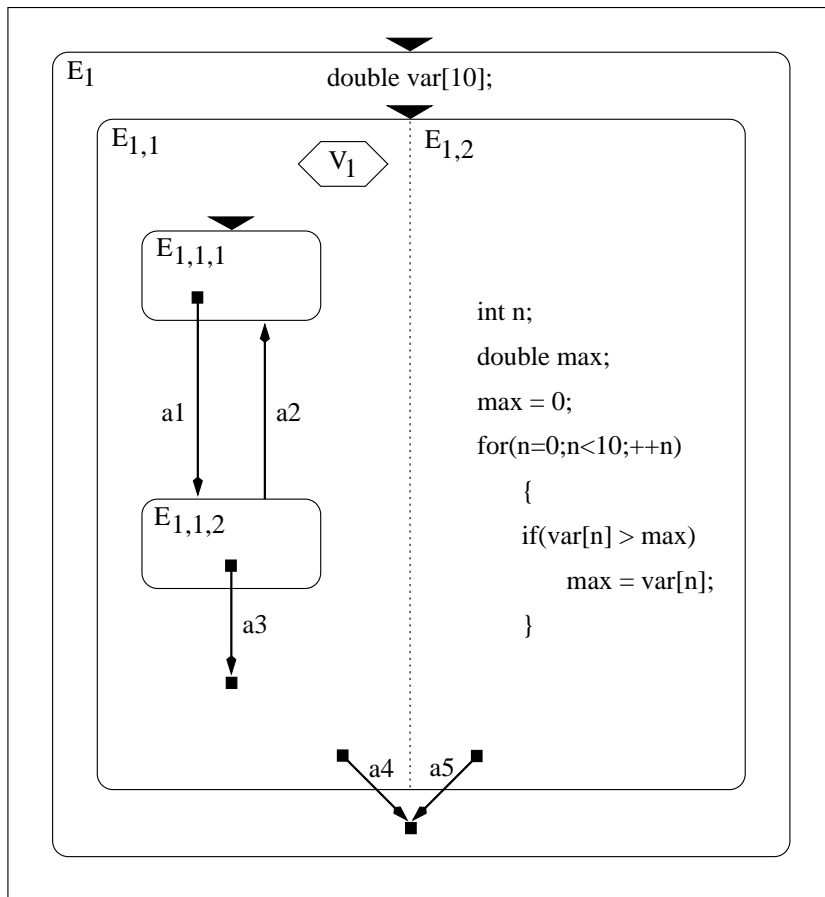 E1
double var[10];
E1,1
V1
E1,2
E1,1,1
int n;
double max;
a1
a2
max = 0;
for(n=0;n<10;++n)
{
E1,1,2
if(var[n] > max)
max = var[n];
a3
}
a4
a5